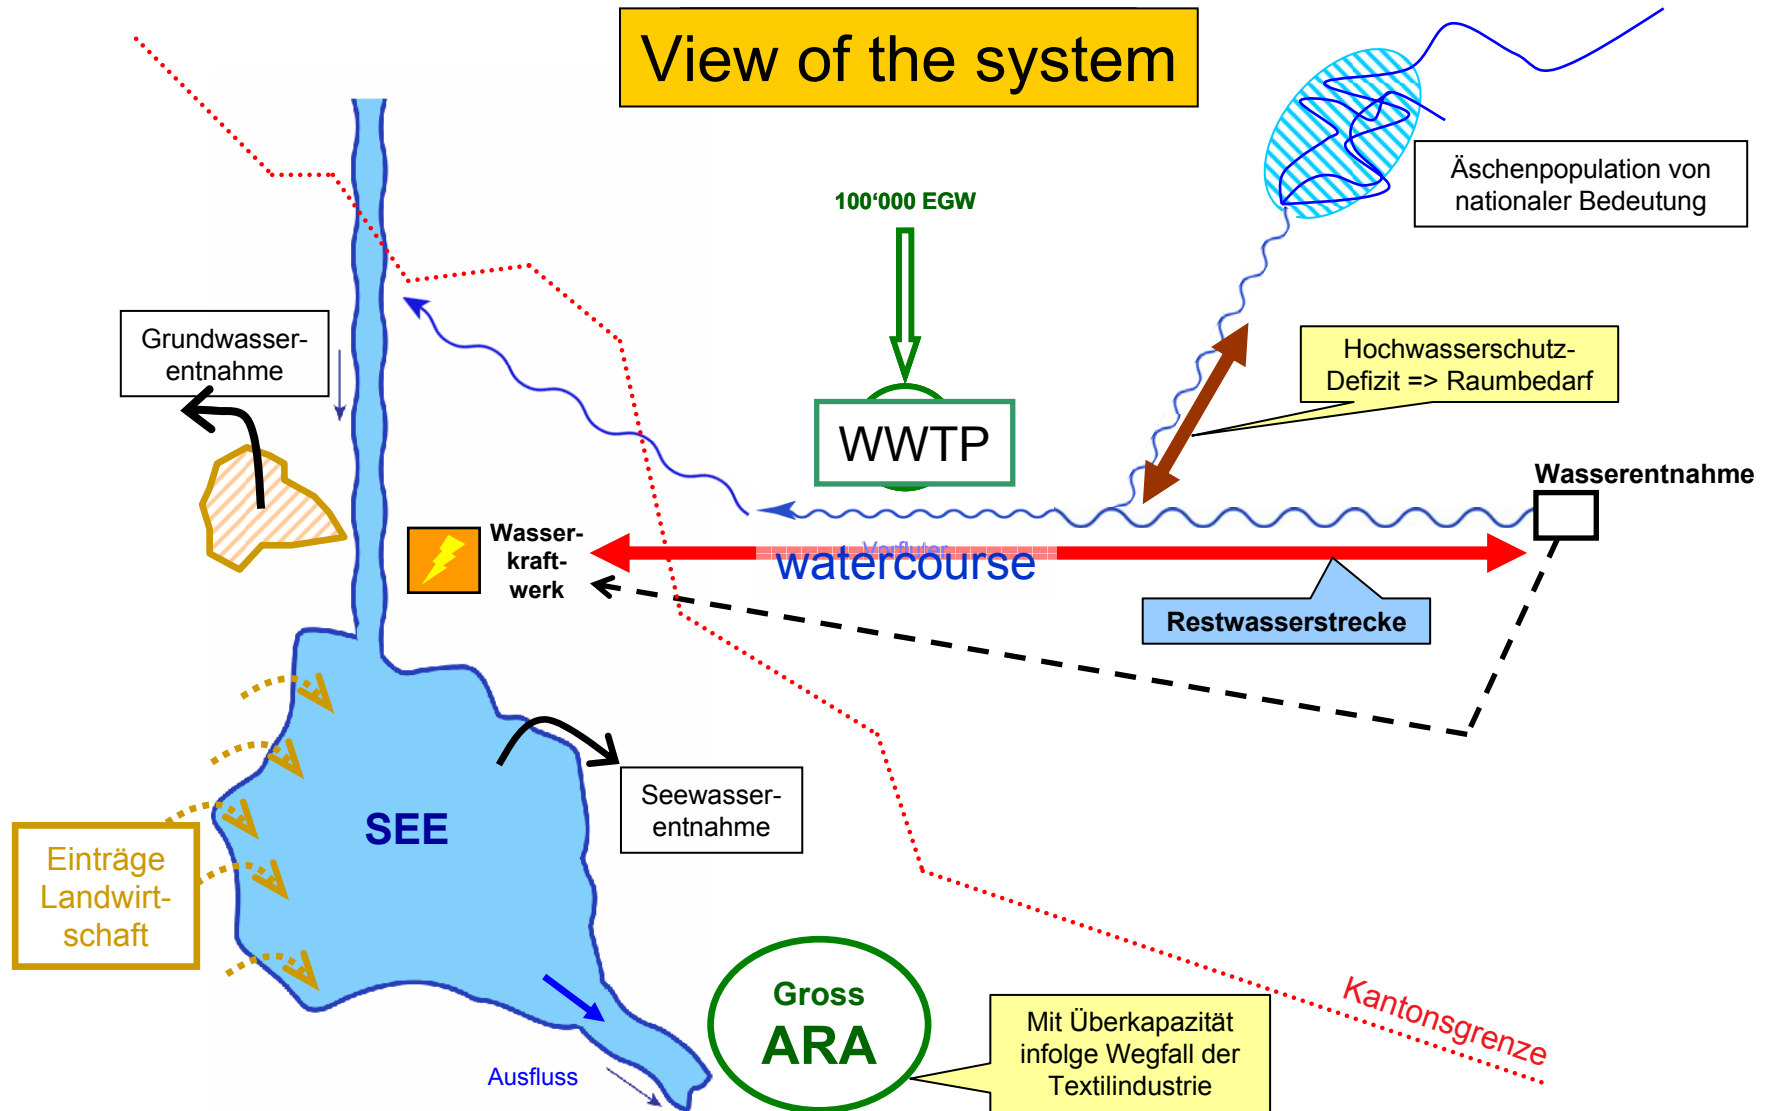 View of the system
100‘000 EGW
Äschenpopulation von
nationaler Bedeutung
Grundwasser-
entnahme
Hochwasserschutz-
Defizit => Raumbedarf
WWTP
Wasserentnahme
Wasser-
kraft-
werk
Vorfluter
watercourse
Restwasserstrecke
Seewasser-
entnahme
SEE
Einträge
Landwirt-
schaft
Gross
ARA
Mit Überkapazität
infolge Wegfall der
Textilindustrie
Kantonsgrenze
Ausfluss